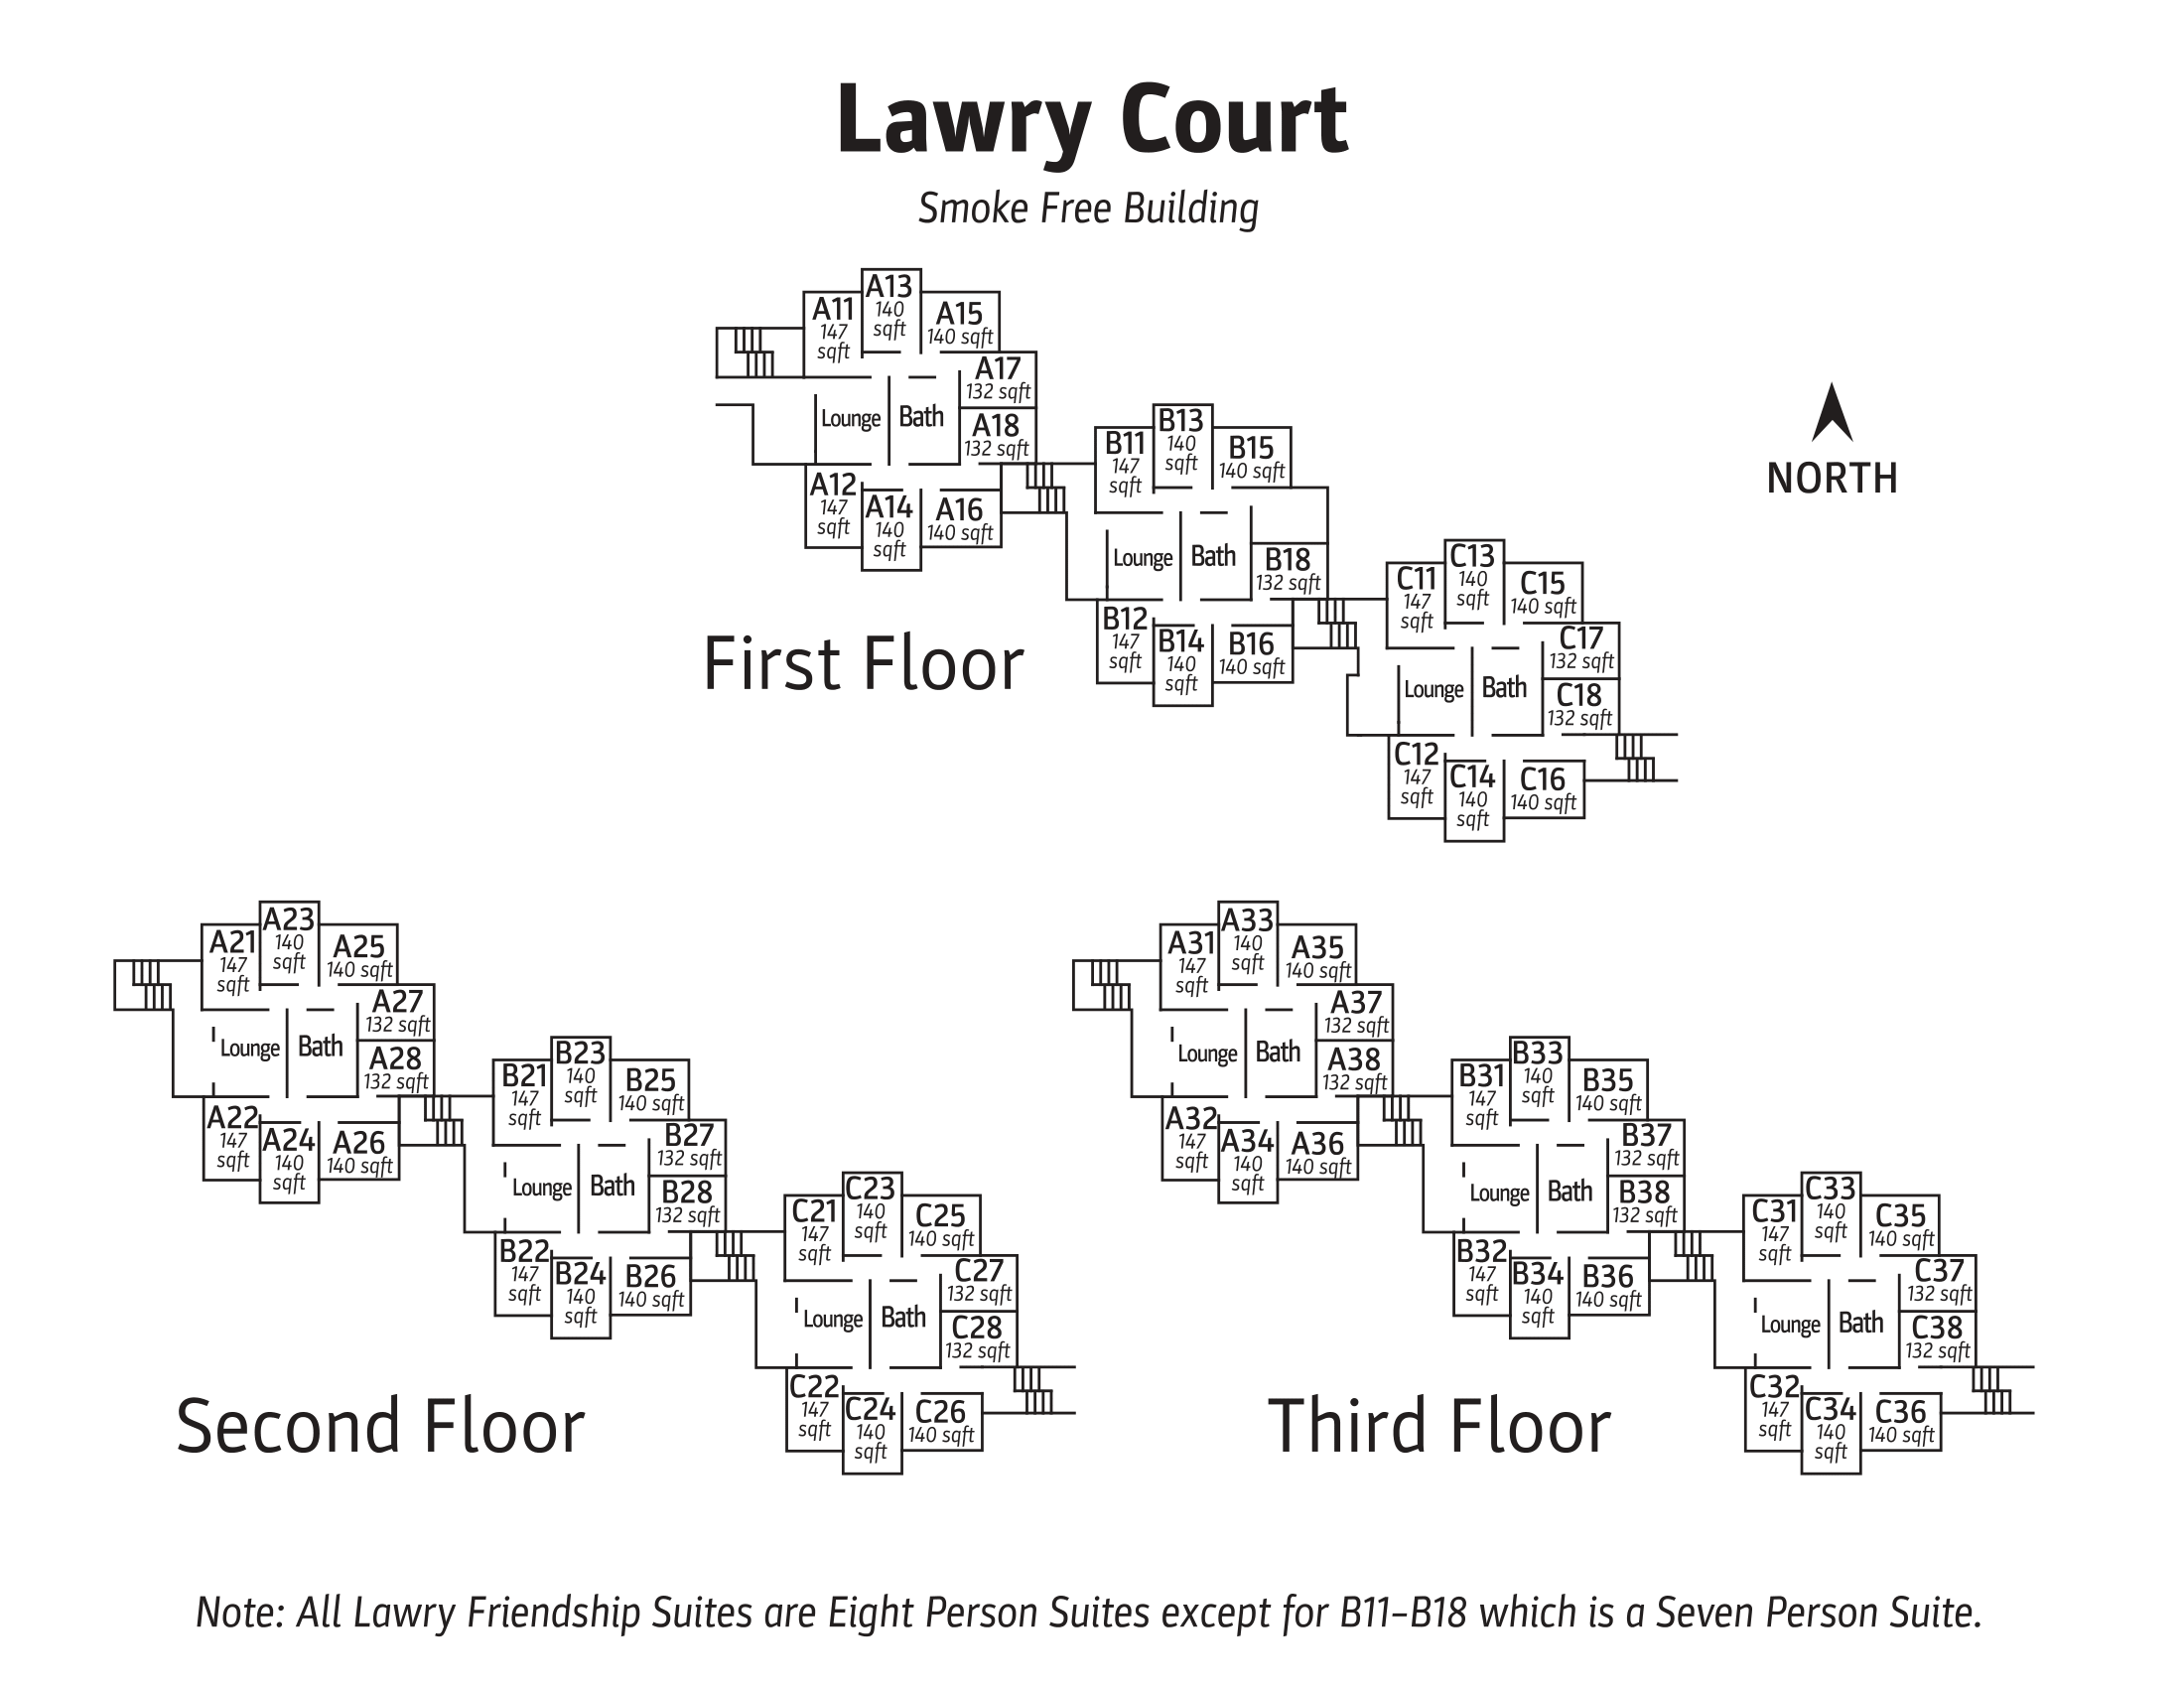 Lawry Court
Smoke Free Building
A13
140
sqft
A11
147
sqft
A15
140 sqft
A17
132 sqft
Lounge
Bath
A18
132 sqft
A12
147
sqft
A14
140
sqft
A16
140 sqft
B13
140
sqft
B11
147
sqft
B15
140 sqft
Lounge
Bath
B18
132 sqft
B12
147
sqft
B14
140
sqft
B16
140 sqft
C13
140
sqft
C11
147
sqft
C15
140 sqft
C17
132 sqft
Lounge
Bath
C18
132 sqft
C12
147
sqft
C14
140
sqft
C16
140 sqft
NORTH
First Floor
A23
140
sqft
A21
147
sqft
A25
140 sqft
A27
132 sqft
Lounge
Bath
A28
132 sqft
A22
147
sqft
A24
140
sqft
A26
140 sqft
B23
140
sqft
B21
147
sqft
B25
140 sqft
B27
132 sqft
Lounge
Bath
B28
132 sqft
B22
147
sqft
B24
140
sqft
B26
140 sqft
C23
140
sqft
C21
147
sqft
C25
140 sqft
C27
132 sqft
Lounge
Bath
C28
132 sqft
C22
147
sqft
C24
140
sqft
C26
140 sqft
Second Floor
A33
140
sqft
A31
147
sqft
A35
140 sqft
A37
132 sqft
Lounge
Bath
A38
132 sqft
A32
147
sqft
A34
140
sqft
A36
140 sqft
B33
140
sqft
B31
147
sqft
B35
140 sqft
B37
132 sqft
Lounge
Bath
B38
132 sqft
B32
147
sqft
B34
140
sqft
B36
140 sqft
C33
140
sqft
C31
147
sqft
C35
140 sqft
C37
132 sqft
Lounge
Bath
C38
132 sqft
C32
147
sqft
C34
140
sqft
C36
140 sqft
Third Floor
Note: All Lawry Friendship Suites are Eight Person Suites except for B11-B18 which is a Seven Person Suite.